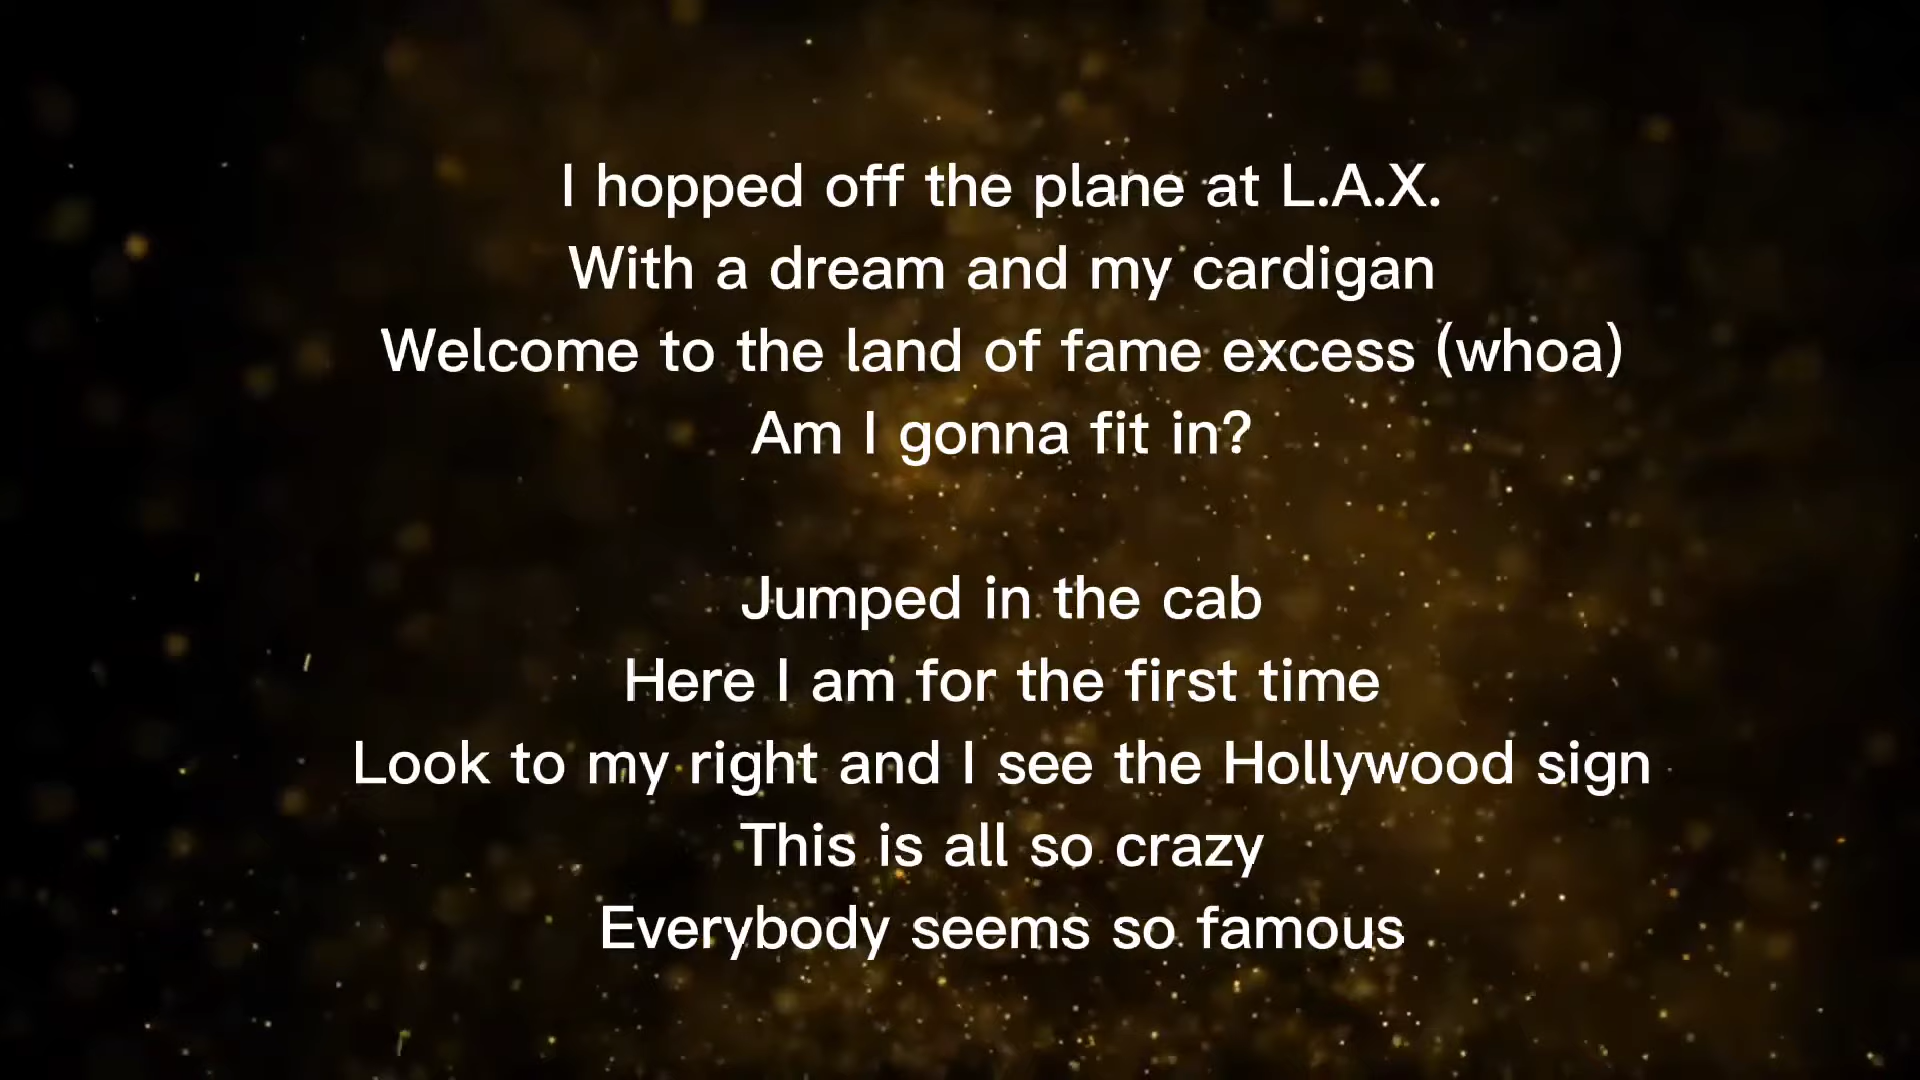 I hopped off the plane at L.A.X.
With a dream and my cardigan
Welcome to the land of fame excess (whoa)
Am I gonna fit in?
Jumped in the cab
Here I am for the first time
Look to my right and I see the Hollywood sign
This is all so crazy
Everybody seems so famous